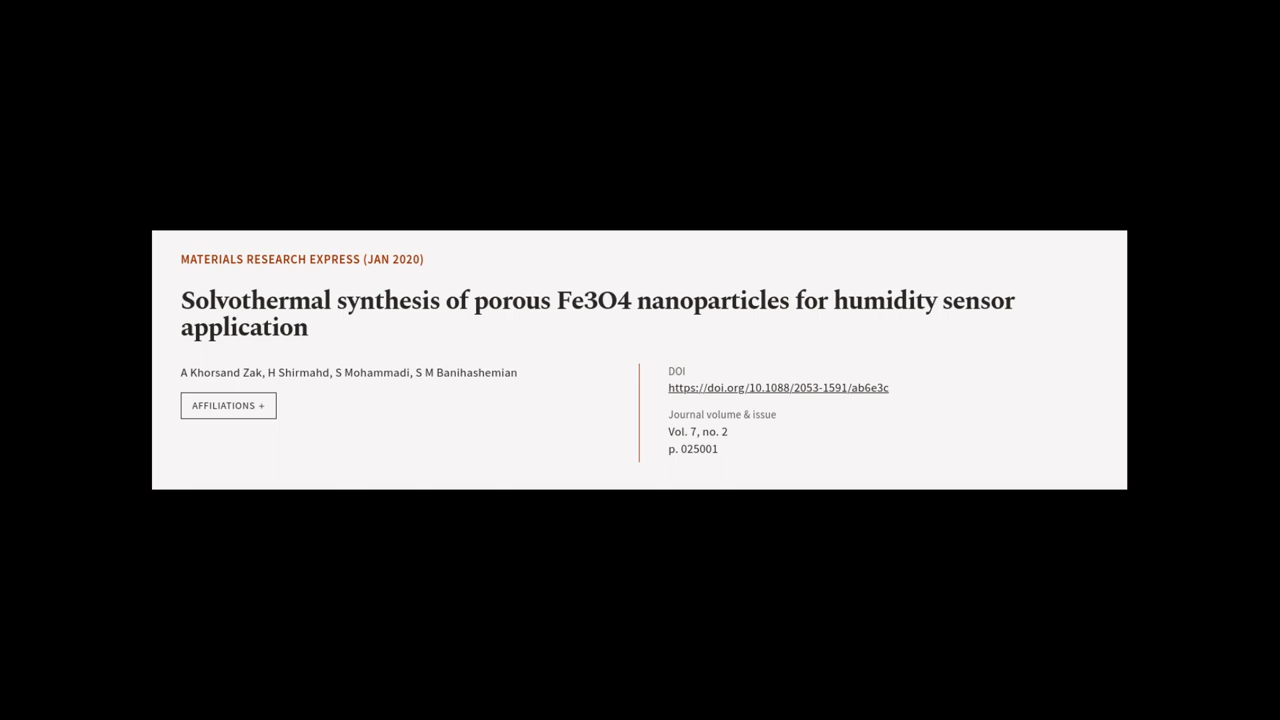 MATERIALS RESEARCH EXPRESS (JAN 2020)
Solvothermal synthesis of porous Fe3O4 nanoparticles for humidity sensor
application
A Khorsand Zak, H Shirmahd, S Mohammadi, S M Banihashemian
AFFILIATIONS +
DOI
https://doi.org/10.1088/2053-1591/ab6e3c
Journal volume & issue
Vol. 7, no. 2
p. 025001